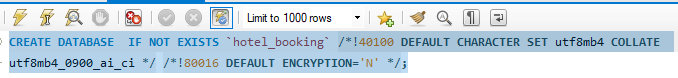 Limit to 1000 rows
CREATE DATABASE  IF NOT EXISTS `hotel_booking` /*!40100 DEFAULT CHARACTER SET utf8mb4 COLLATE
utf8mb4_0900_ai_ci */ /*!80016 DEFAULT ENCRYPTION='N' */;